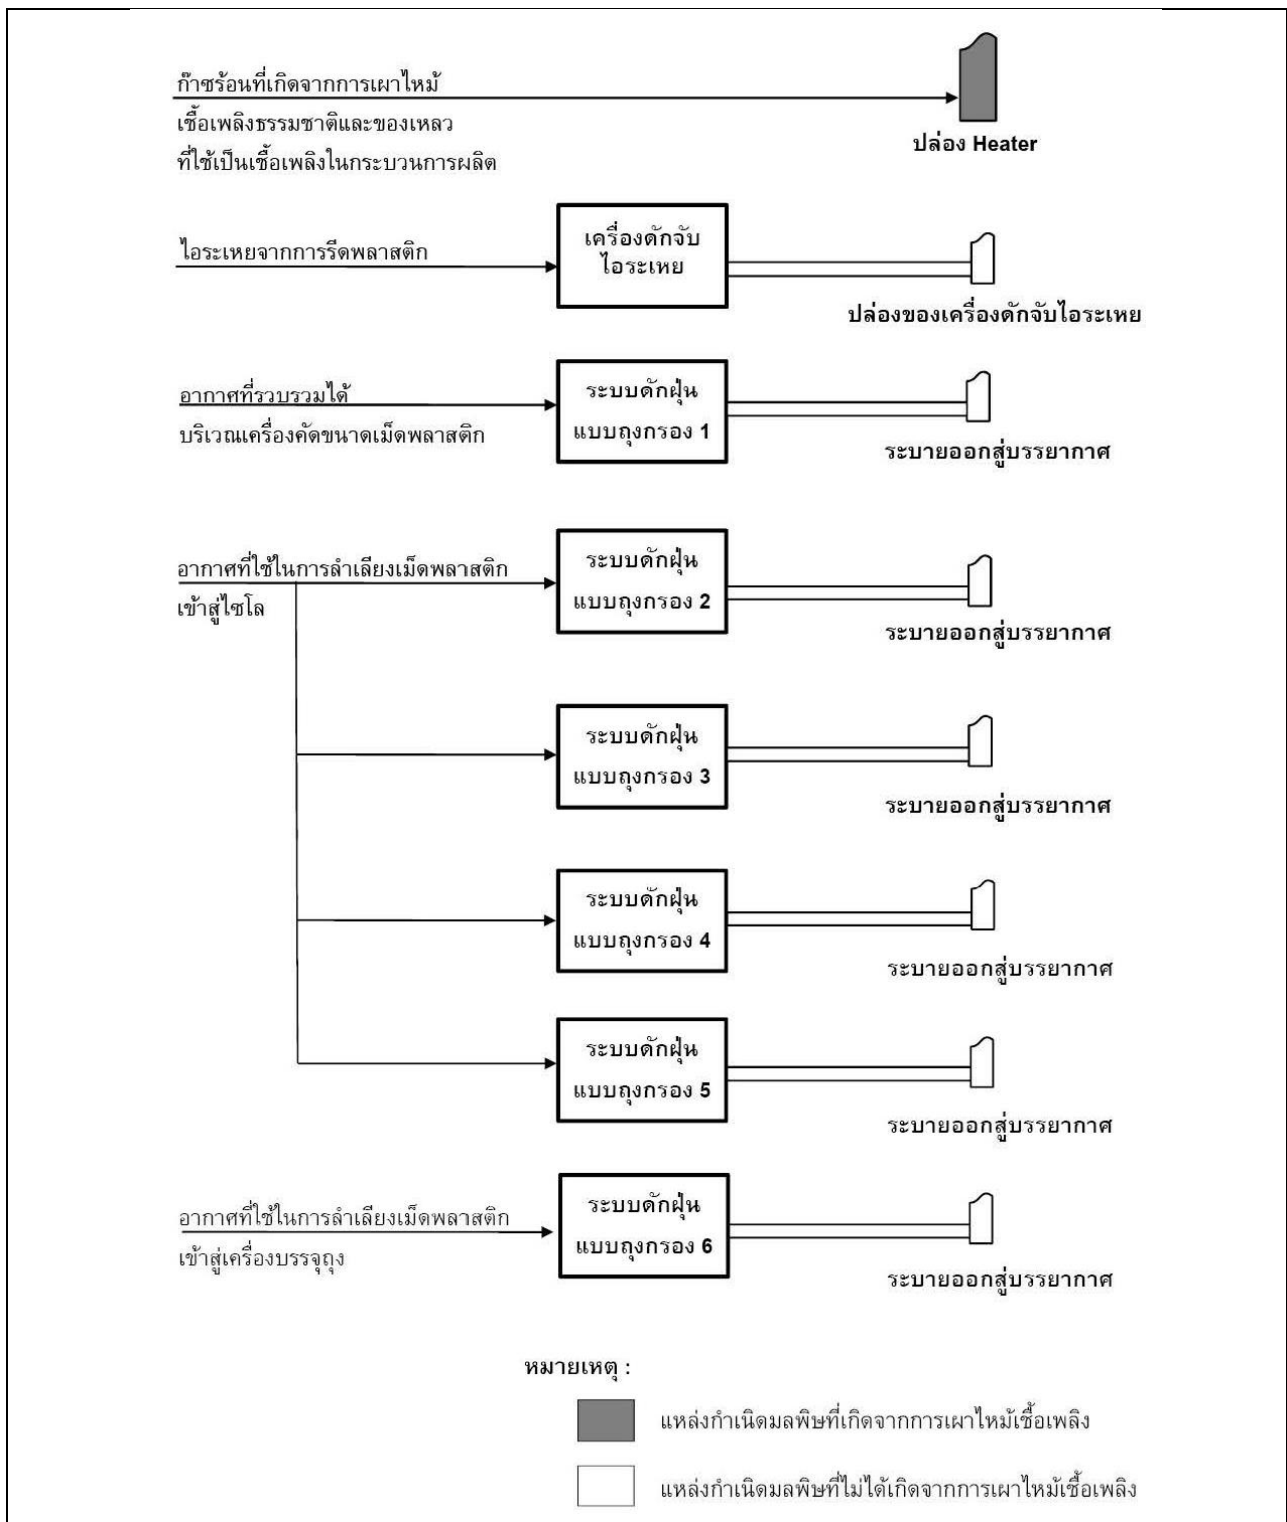 ก๊าซร้อนที่เกิดจากการเผาไหม้
เชื้อเพลิงธรรมชาติและของเหลว
ที่ใช้เป็นเชื้อเพลิงในกระบวนการผลิต
ปล่อง Heater
ไอระเหยจากการรีดพลาสติก
เครื่องดักจับ
ไอระเหย
ปล่องของเครื่องดักจับไอระเหย
อากาศที่รวบรวมได้
บริเวณเครื่องคัดขนาดเม็ดพลาสติก
ระบบดักฝุ่น
แบบถุงกรอง 1
ระบายออกสู่บรรยากาศ
อากาศที่ใช้ในการลำเลียงเม็ดพลาสติก
เข้าสู่ไซโล
ระบบดักฝุ่น
แบบถุงกรอง 2
ระบายออกสู่บรรยากาศ
ระบบดักฝุ่น
แบบถุงกรอง 3
ระบายออกสู่บรรยากาศ
ระบบดักฝุ่น
แบบถุงกรอง 4
ระบายออกสู่บรรยากาศ
ระบบดักฝุ่น
แบบถุงกรอง 5
ระบายออกสู่บรรยากาศ
อากาศที่ใช้ในการลำเลียงเม็ดพลาสติก
เข้าสู่เครื่องบรรจุถุง
ระบบดักฝุ่น
แบบถุงกรอง 6
ระบายออกสู่บรรยากาศ
หมายเหตุ :
แหล่งกำเนิดมลพิษที่เกิดจากการเผาไหม้เชื้อเพลิง
แหล่งกำเนิดมลพิษที่ไม่ได้เกิดจากการเผาไหม้เชื้อเพลิง